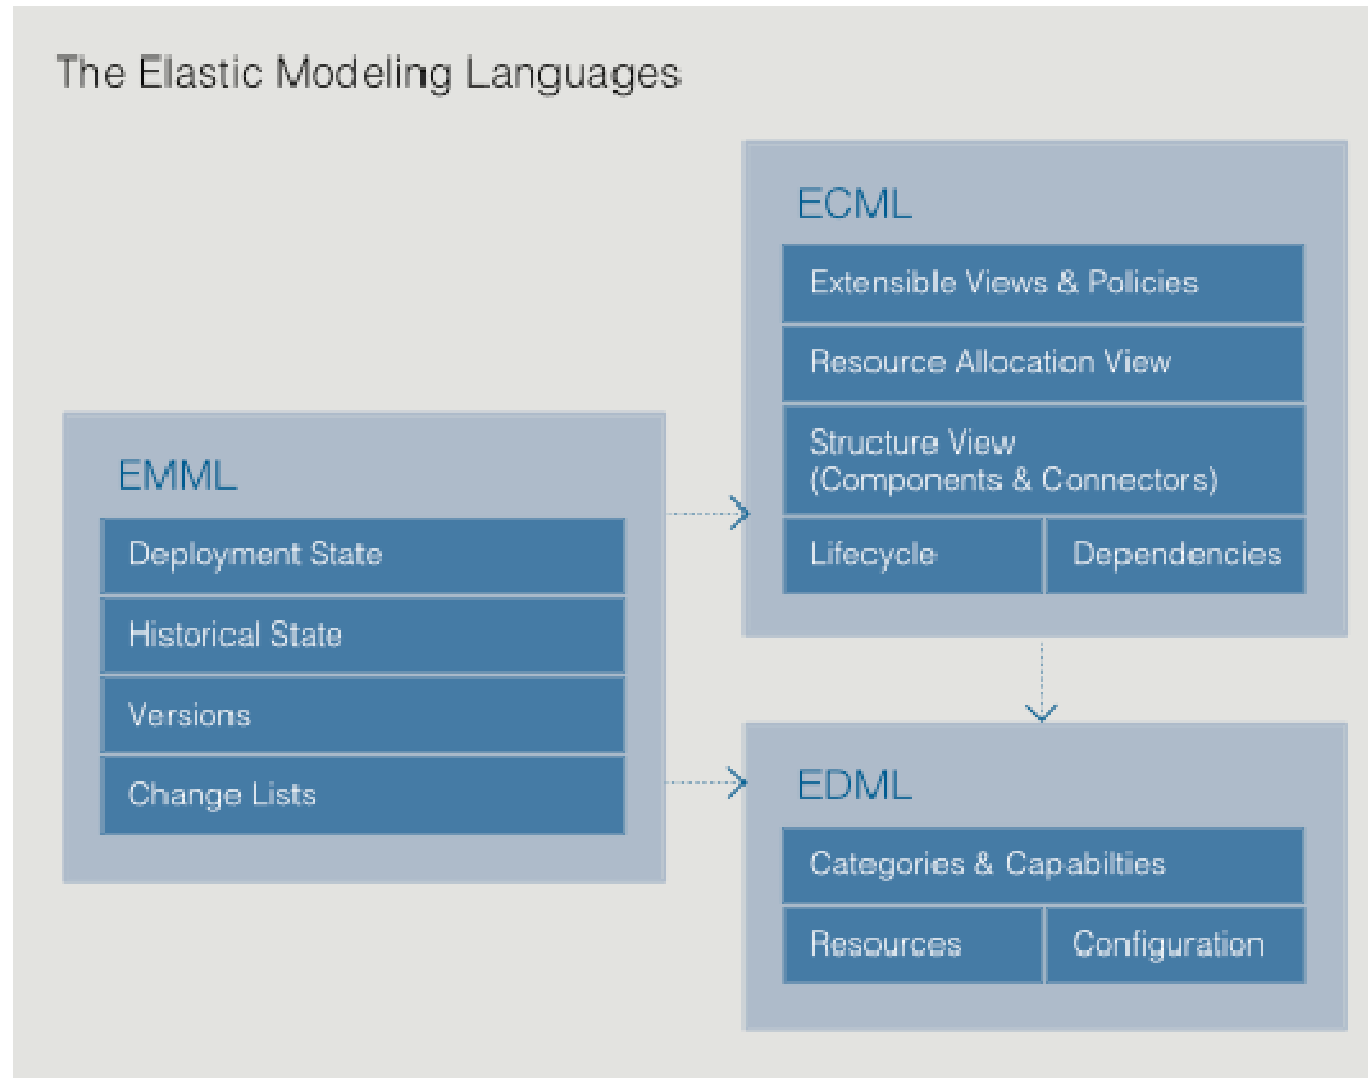 The Elastic Modeling Languages
ECML
Extensible Views & Policies
Resource Allocation View
Structure View
(Components & Connectors)
Lifecycle
Dependencies
EMML
Deployment State
Historical State
Versions
Change Lists
EDML
Categories & Capabilties
Resources
Configuration